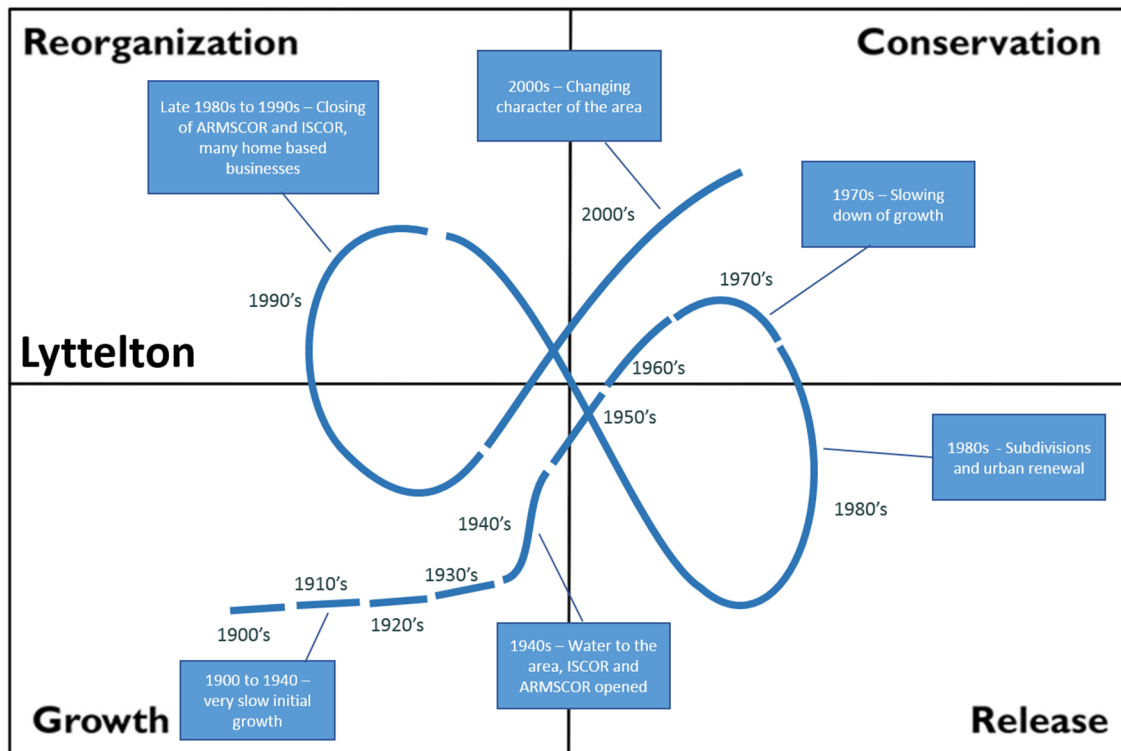 Reorganization
Conservation
Late 1980s to 1990s – Closing
of ARMSCOR and ISCOR,
many home based
businesses
2000s – Changing
character of the area
1970s – Slowing
down of growth
2000's
1970's
1990's
Lyttelton
1960's
1950's
1980s  - Subdivisions
and urban renewal
1980's
1940's
1930's
1910's
1920's
1900's
1940s – Water to the
area, ISCOR and
ARMSCOR opened
1900 to 1940 –
very slow initial
growth
Growth
Release